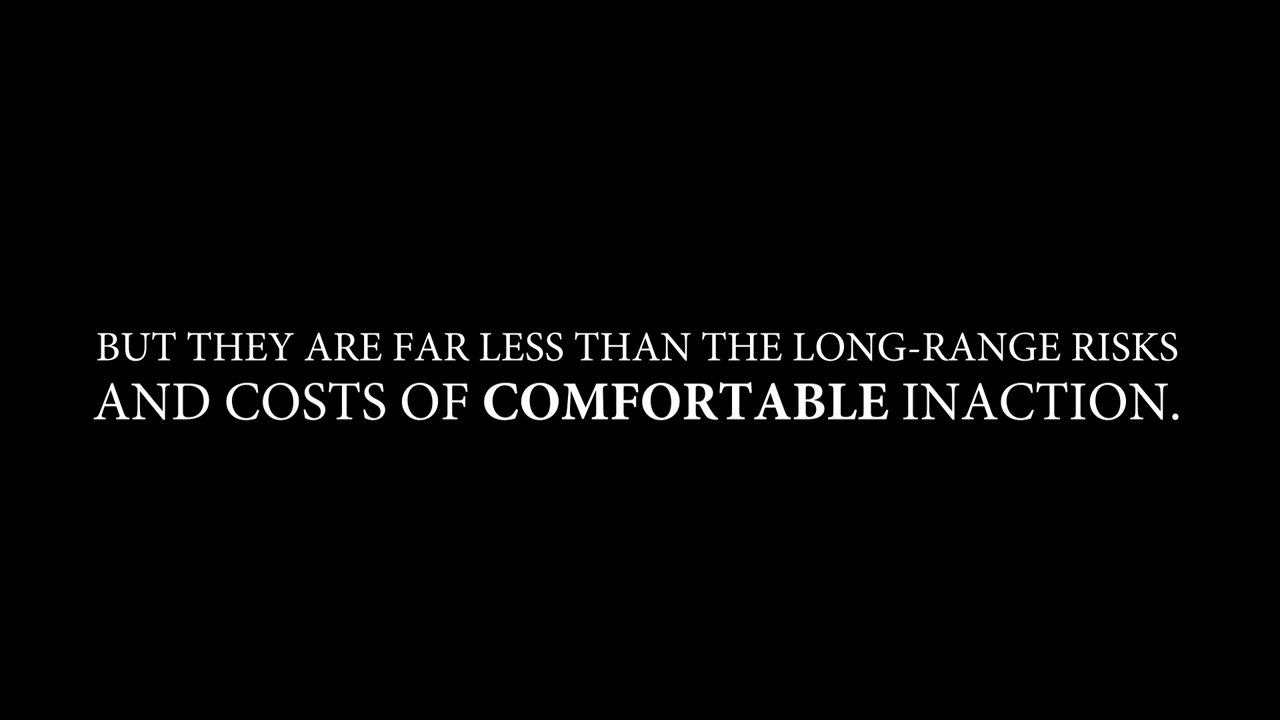 BUT THEY ARE FAR LESS THAN THE LONG-RANGE RISKS
AND COSTS OF COMFORTABLE INACTION.